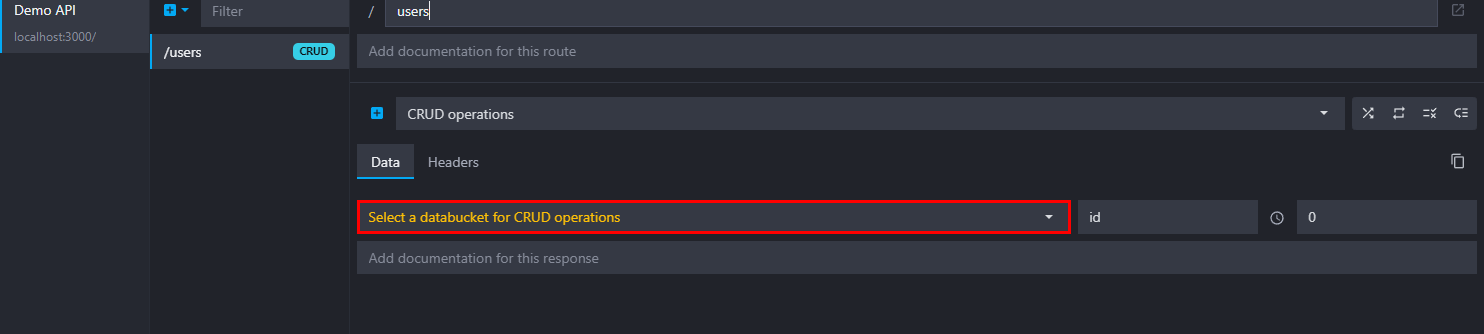 Demo API
localhost:3000/
Filter
/users CRUD
/ users
Add documentation for this route
CRUD operations
Data Headers
Select a databucket for CRUD operations id 0
Add documentation for this response